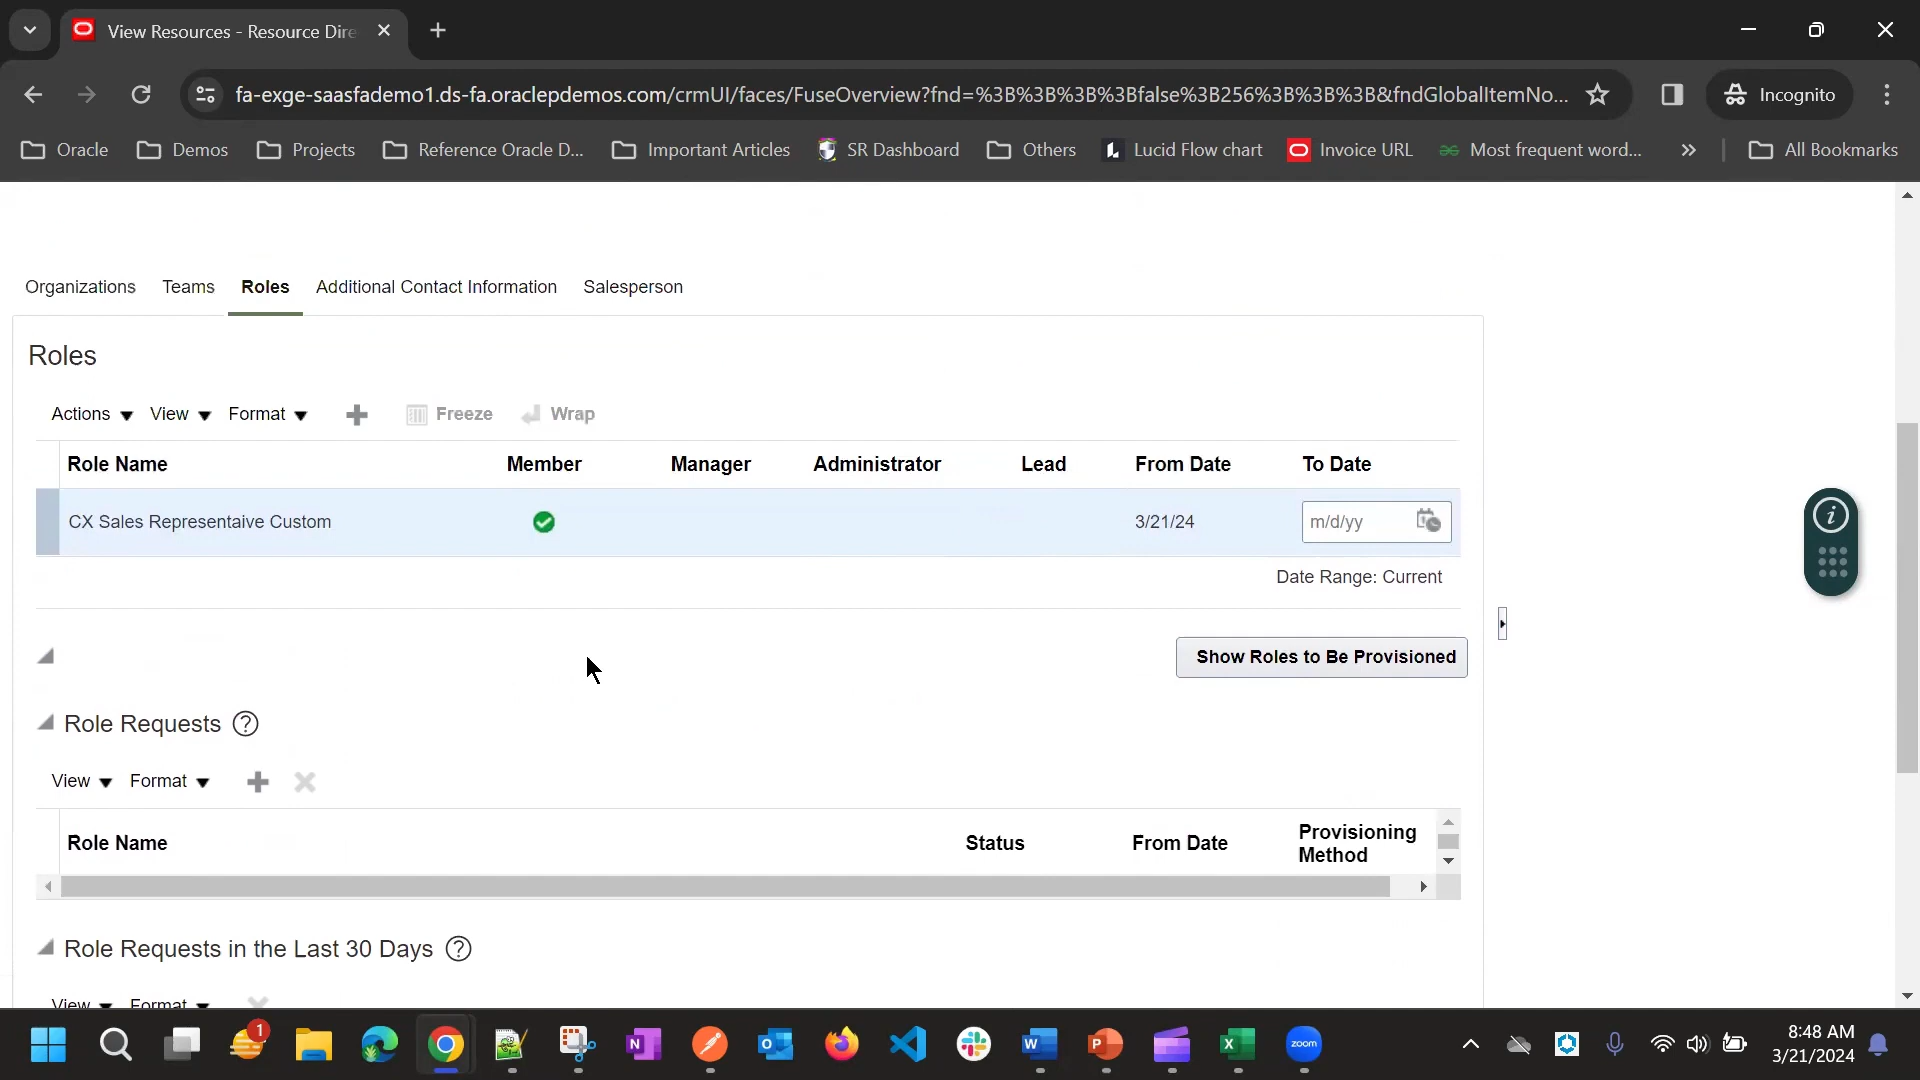 View Resources - Resource Dire
fa-exge-saasfademo1.ds-fa.oraclepdemos.com/crmUI/faces/FuseOverview?fnd=%3B%3B%3B%3Bfalse%3B256%3B%3B%3B&fndGlobalItemNo...
Incognito
Oracle
Demos
Projects
Reference Oracle D...
Important Articles
SR Dashboard
Others
Lucid Flow chart
Invoice URL
Most frequent word...
All Bookmarks
Organizations
Teams
Roles
Additional Contact Information
Salesperson
Roles
Actions
View
Format
Freeze
Wrap
Role Name
Member
Manager
Administrator
Lead
From Date
To Date
CX Sales Representaive Custom
3/21/24
m/d/yy
Date Range: Current
Show Roles to Be Provisioned
Role Requests
View
Format
Role Name
Status
From Date
Provisioning
Method
Role Requests in the Last 30 Days
View
Format
1
zoom
8:48 AM
3/21/2024